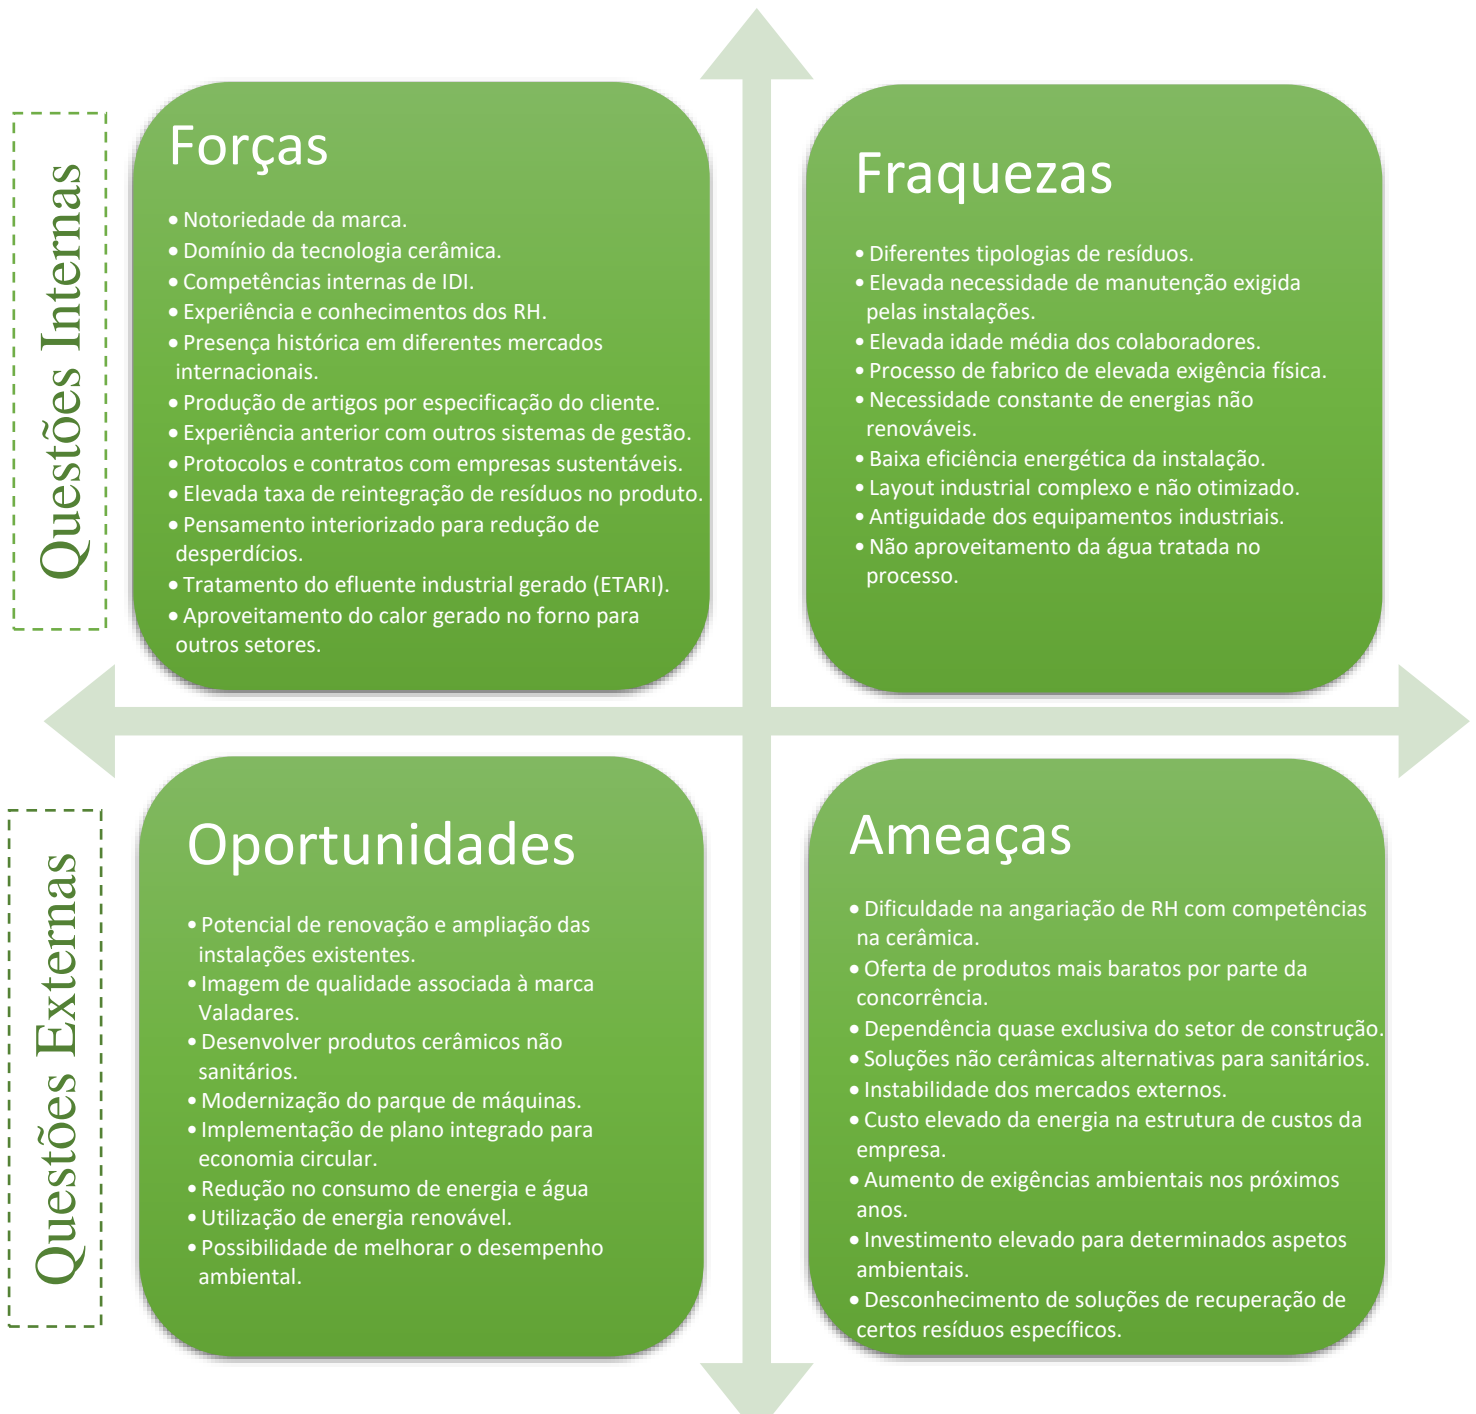 Questões Internas
Forças
• Notoriedade da marca.
• Domínio da tecnologia cerâmica.
• Competências internas de IDI.
• Experiência e conhecimentos dos RH.
• Presença histórica em diferentes mercados
internacionais.
• Produção de artigos por especificação do cliente.
• Experiência anterior com outros sistemas de gestão.
• Protocolos e contratos com empresas sustentáveis.
• Elevada taxa de reintegração de resíduos no produto.
• Pensamento interiorizado para redução de
desperdícios.
• Tratamento do efluente industrial gerado (ETARI).
• Aproveitamento do calor gerado no forno para
outros setores.
Fraquezas
• Diferentes tipologias de resíduos.
• Elevada necessidade de manutenção exigida
pelas instalações.
• Elevada idade média dos colaboradores.
• Processo de fabrico de elevada exigência física.
• Necessidade constante de energias não
renováveis.
• Baixa eficiência energética da instalação.
• Layout industrial complexo e não otimizado.
• Antiguidade dos equipamentos industriais.
• Não aproveitamento da água tratada no
processo.
Questões Externas
Oportunidades
• Potencial de renovação e ampliação das
instalações existentes.
• Imagem de qualidade associada à marca
Valadares.
• Desenvolver produtos cerâmicos não
sanitários.
• Modernização do parque de máquinas.
• Implementação de plano integrado para
economia circular.
• Redução no consumo de energia e água
• Utilização de energia renovável.
• Possibilidade de melhorar o desempenho
ambiental.
Ameaças
• Dificuldade na angariação de RH com competências
na cerâmica.
• Oferta de produtos mais baratos por parte da
concorrência.
• Dependência quase exclusiva do setor de construção.
• Soluções não cerâmicas alternativas para sanitários.
• Instabilidade dos mercados externos.
• Custo elevado da energia na estrutura de custos da
empresa.
• Aumento de exigências ambientais nos próximos
anos.
• Investimento elevado para determinados aspetos
ambientais.
• Desconhecimento de soluções de recuperação de
certos resíduos específicos.